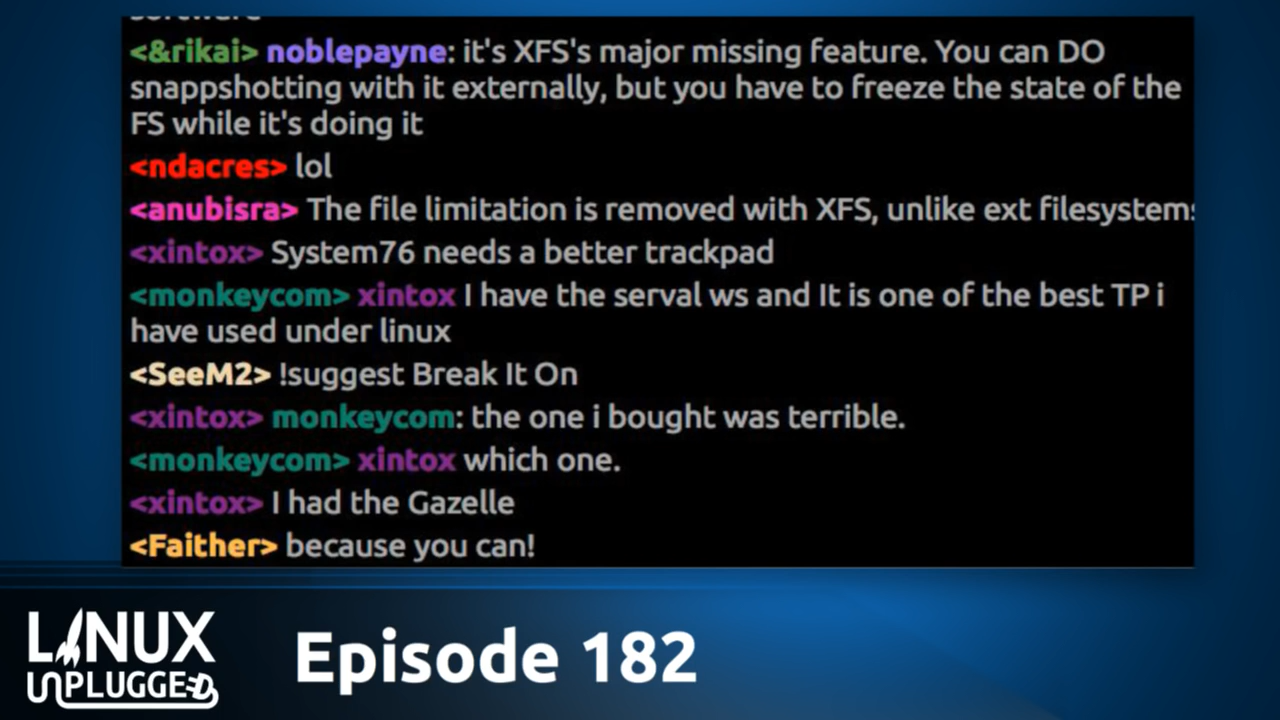 software
<&rikai> noblepayne: it's XFS's major missing feature. You can DO
snappshotting with it externally, but you have to freeze the state of the
FS while it's doing it
<ndacres> lol
<anubisra> The file limitation is removed with XFS, unlike ext filesystems
<xintox> System76 needs a better trackpad
<monkeycom> xintox I have the serval ws and It is one of the best TP i
have used under linux
<SeeM2> !suggest Break It On
<xintox> monkeycom: the one i bought was terrible.
<monkeycom> xintox which one.
<xintox> I had the Gazelle
<Faither> because you can!
LINUX
UNPLUGGED
Episode 182